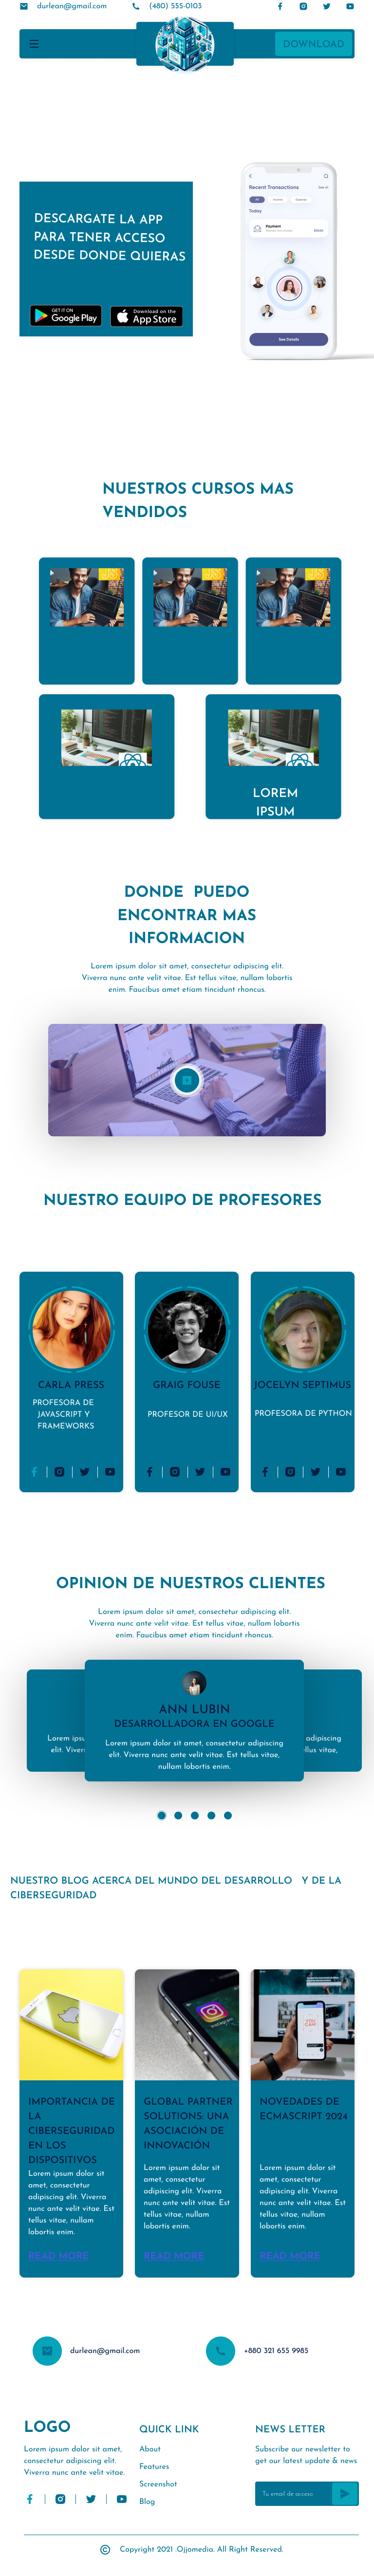 durlean@gmail.com
(480) 555-0103
DOWNLOAD
DESCARGATE LA APP
PARA TENER ACCESO
DESDE DONDE QUIERAS
GET IT ON
Google Play
Download on the
App Store
Recent Transactions
See all
All
Today
Payment
See Details
NUESTROS CURSOS MAS
VENDIDOS
LOREM
IPSUM
DONDE PUEDO
ENCONTRAR MAS
INFORMACION
Lorem ipsum dolor sit amet, consectetur adipiscing elit.
Viverra nunc ante velit vitae. Est tellus vitae, nullam lobortis
enim. Faucibus amet etiam tincidunt rhoncus.
NUESTRO EQUIPO DE PROFESORES
CARLA PRESS
PROFESORA DE
JAVASCRIPT Y
FRAMEWORKS
GRAIG FOUSE
PROFESOR DE UI/UX
JOCELYN SEPTIMUS
PROFESORA DE PYTHON
OPINION DE NUESTROS CLIENTES
Lorem ipsum dolor sit amet, consectetur adipiscing elit.
Viverra nunc ante velit vitae. Est tellus vitae, nullam lobortis
enim. Faucibus amet etiam tincidunt rhoncus.
ANN LUBIN
DESARROLLADORA EN GOOGLE
Lorem ipsum dolor sit amet, consectetur adipiscing
elit. Viverra nunc ante velit vitae. Est tellus vitae,
nullam lobortis enim.
NUESTRO BLOG ACERCA DEL MUNDO DEL DESARROLLO Y DE LA
CIBERSEGURIDAD
IMPORTANCIA DE
LA
CIBERSEGURIDAD
EN LOS
DISPOSITIVOS
Lorem ipsum dolor sit
amet, consectetur
adipiscing elit. Viverra
nunc ante velit vitae. Est
tellus vitae, nullam
lobortis enim.
READ MORE
GLOBAL PARTNER
SOLUTIONS: UNA
ASOCIACIÓN DE
INNOVACIÓN
Lorem ipsum dolor sit
amet, consectetur
adipiscing elit. Viverra
nunc ante velit vitae. Est
tellus vitae, nullam
lobortis enim.
READ MORE
NOVEDADES DE
ECMASCRIPT 2024
Lorem ipsum dolor sit
amet, consectetur
adipiscing elit. Viverra
nunc ante velit vitae. Est
tellus vitae, nullam
lobortis enim.
READ MORE
durlean@gmail.com
+880 321 655 9985
LOGO
Lorem ipsum dolor sit amet,
consectetur adipiscing elit.
Viverra nunc ante velit vitae.
QUICK LINK
About
Features
Screenshot
Blog
NEWS LETTER
Subscribe our newsletter to
get our latest update & news
Tu email de acceso
Copyright 2021 .Ojjomedia. All Right Reserved.